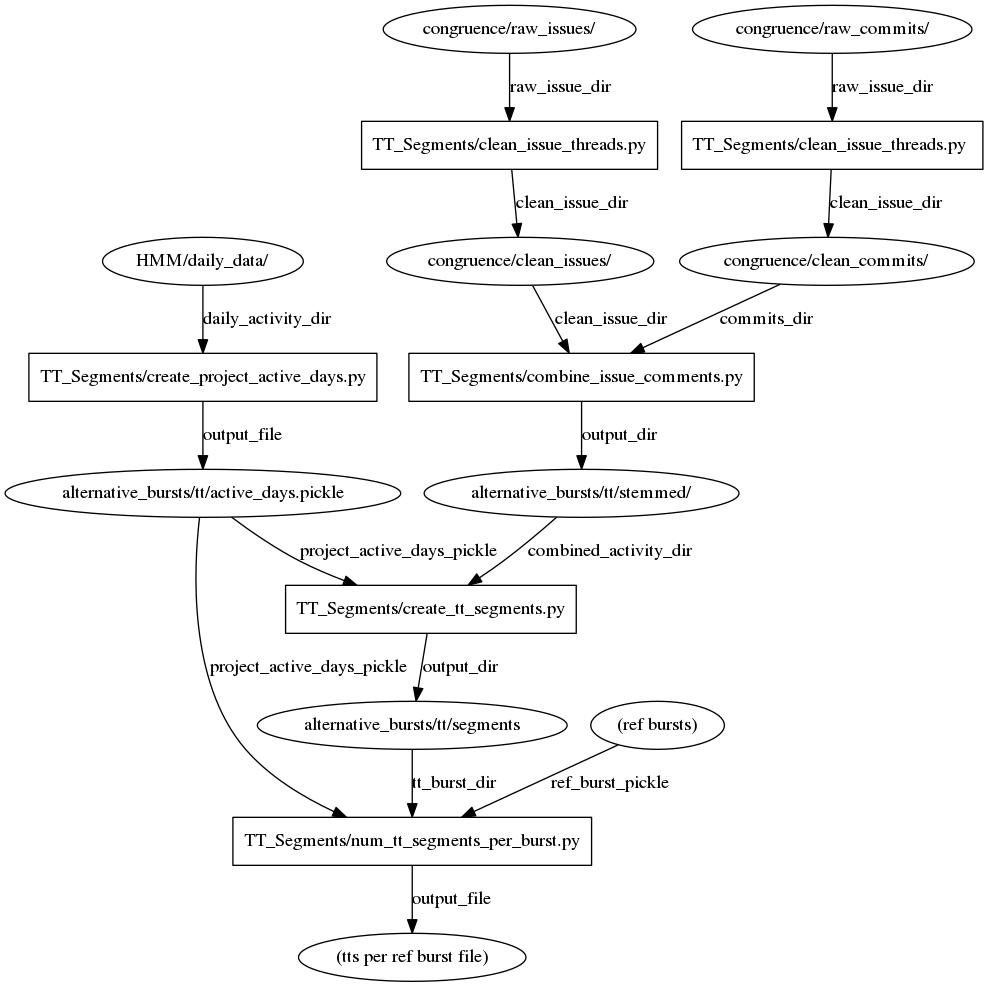 congruence/raw_issues/
congruence/raw_commits/
raw_issue_dir
raw_issue_dir
TT_Segments/clean_issue_threads.py
TT_Segments/clean_issue_threads.py
clean_issue_dir
clean_issue_dir
HMM/daily_data/
congruence/clean_issues/
congruence/clean_commits/
daily_activity_dir
clean_issue_dir
commits_dir
TT_Segments/create_project_active_days.py
TT_Segments/combine_issue_comments.py
output_file
output_dir
alternative_bursts/tt/active_days.pickle
alternative_bursts/tt/stemmed/
project_active_days_pickle
combined_activity_dir
TT_Segments/create_tt_segments.py
project_active_days_pickle
output_dir
alternative_bursts/tt/segments
(ref bursts)
tt_burst_dir
ref_burst_pickle
TT_Segments/num_tt_segments_per_burst.py
output_file
(tts per ref burst file)